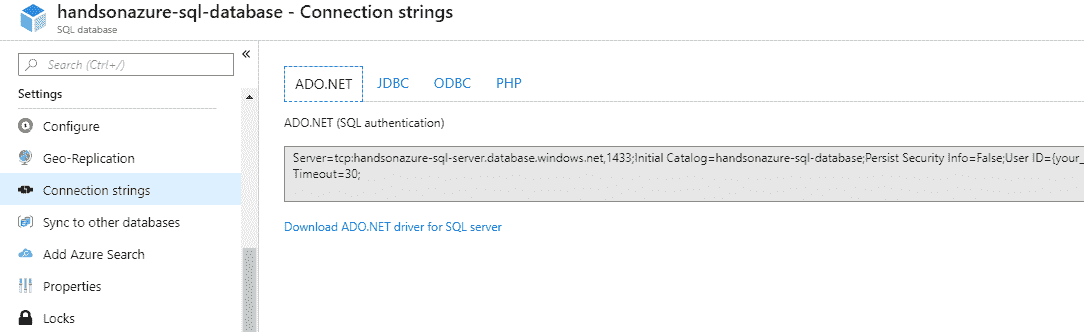 handsonazure-sql-database - Connection strings
SQL database
Search (Ctrl+/)
«
Settings
Configure
Geo-Replication
Connection strings
Sync to other databases
Add Azure Search
Properties
Locks
ADO.NET JDBC ODBC PHP
ADO.NET (SQL authentication)
Server=tcp:handsonazure-sql-server.database.windows.net,1433;Initial Catalog=handsonazure-sql-database;Persist Security Info=False;User ID={your_
Timeout=30;
Download ADO.NET driver for SQL server